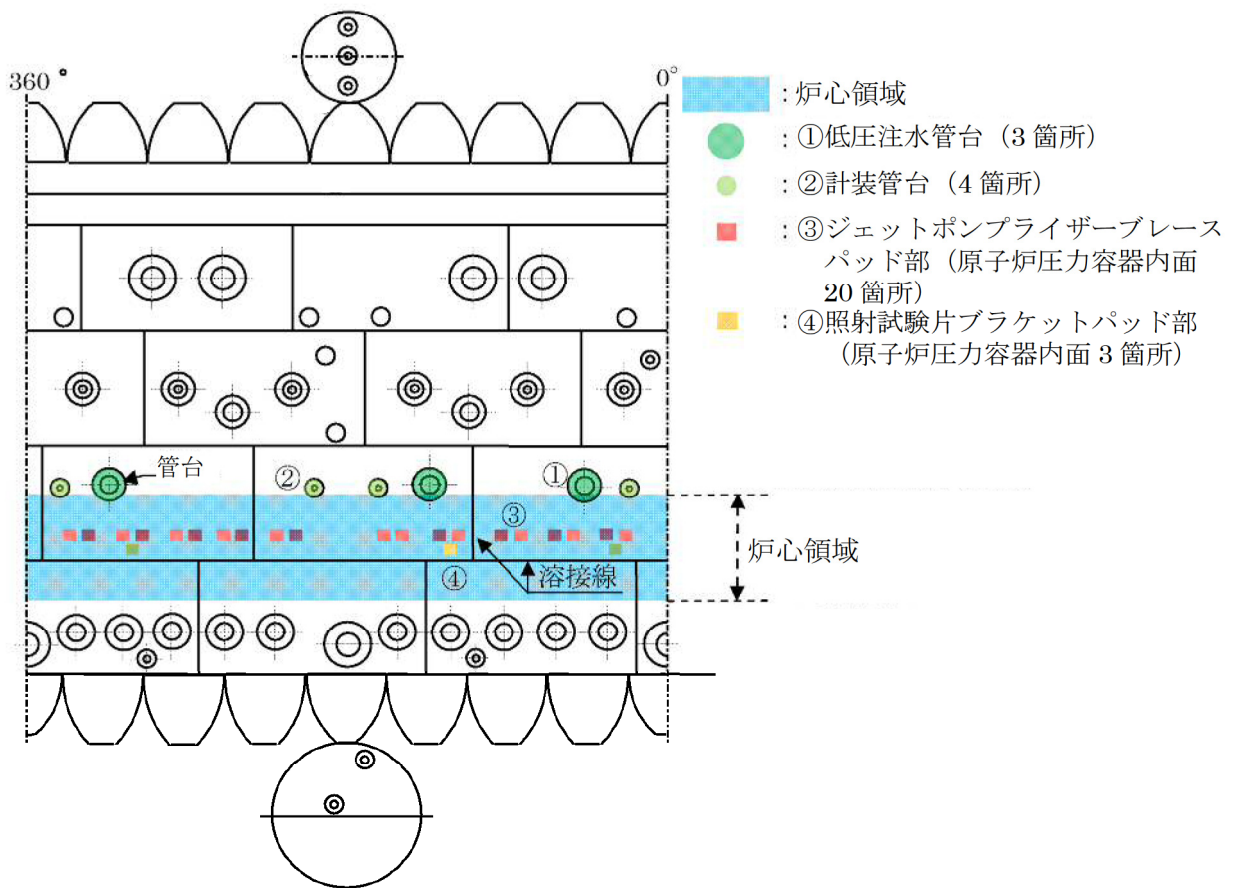 360°
0°
：炉心領域
：①低圧注水管台（3 箇所）
：②計装管台（4 箇所）
：③ジェットポンプライザーブレース
パッド部（原子炉圧力容器内面
20 箇所）
：④照射試験片ブラケットパッド部
（原子炉圧力容器内面 3 箇所）
管台
②
①
③
炉心領域
④
溶接線